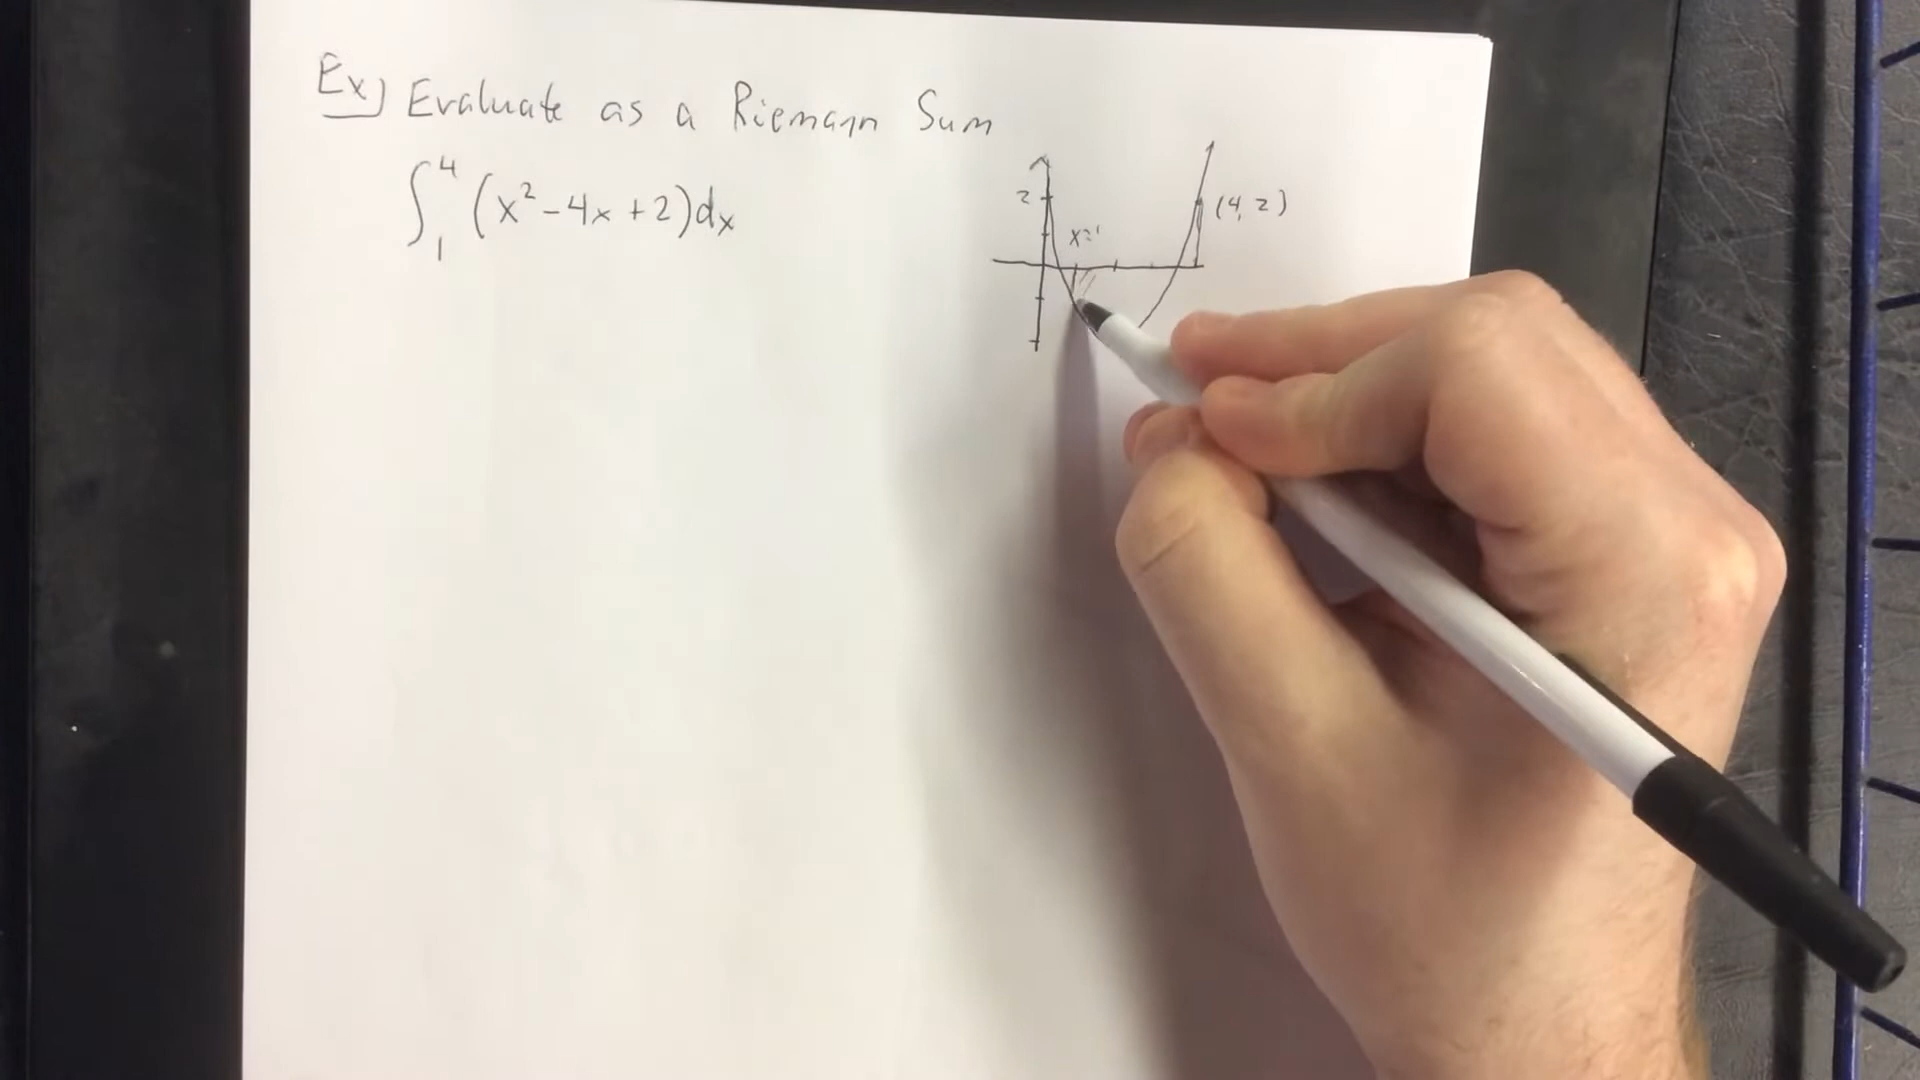 Ex) Evaluate as a Riemann Sum
∫₁⁴ (x²-4x+2)dx
2
x=1
(4, 2)